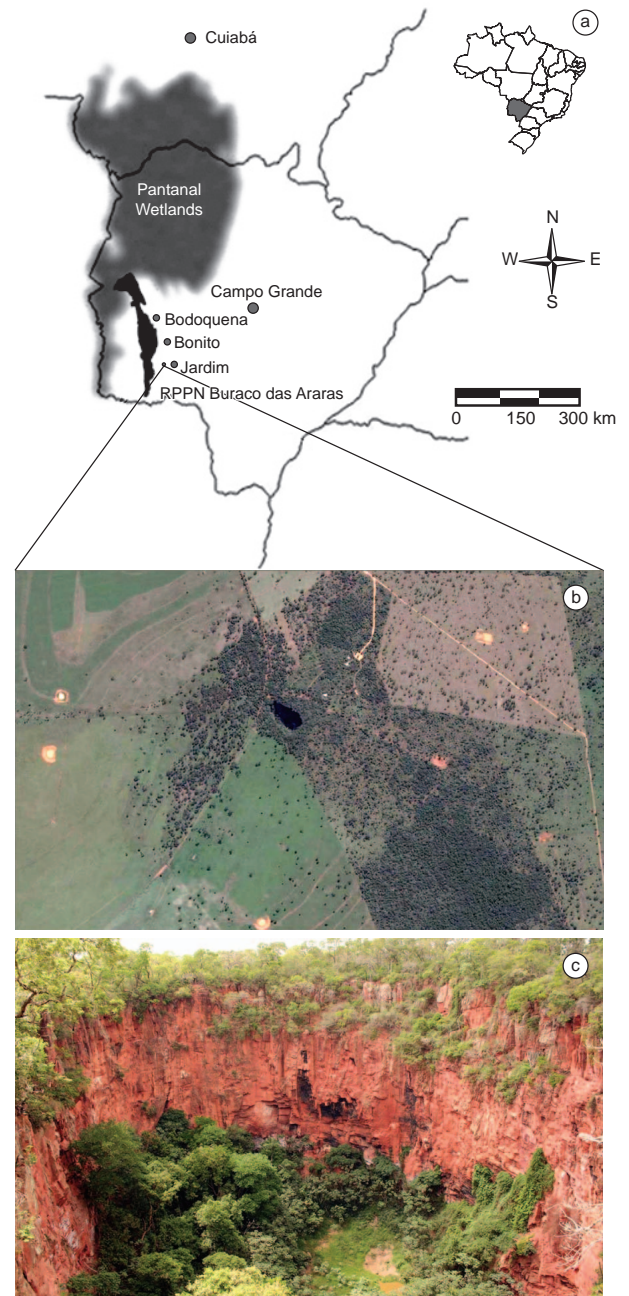 Cuiabá
a
Pantanal
Wetlands
N
W E
S
Campo Grande
Bodoquena
Bonito
Jardim
RPPN Buraco das Araras
0 150 300 km
b
c